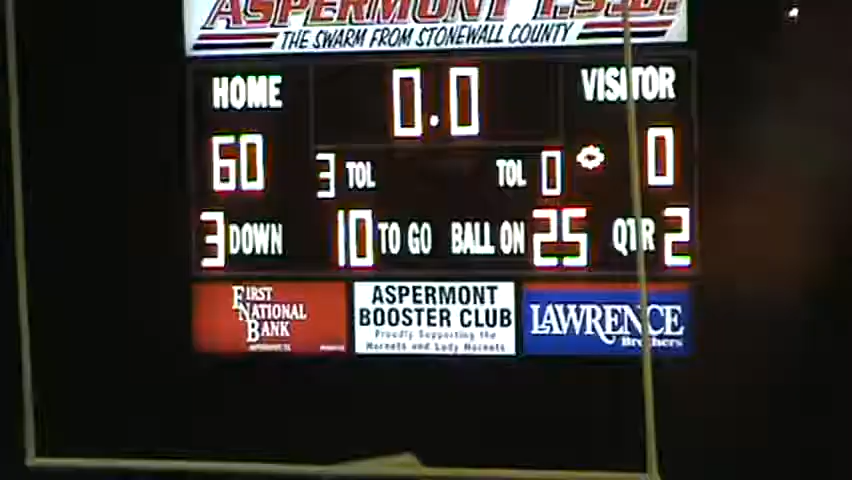 ASPERMONT I.S.D.
THE SWARM FROM STONEWALL COUNTY
HOME 0.0 VISITOR
60 3 TOL TOL 0 0
3 DOWN 10 TO GO BALL ON 25 QTR 2
FIRST NATIONAL BANK
ASPERMONT BOOSTER CLUB
Proudly Supporting the
Hornets and Lady Hornets
LAWRENCE
Brothers